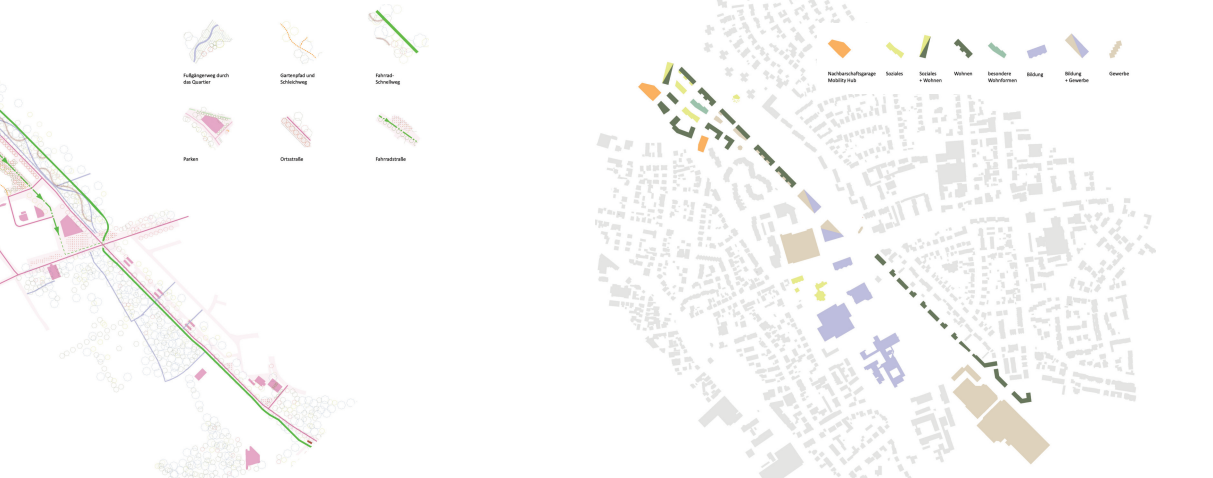 Fußgängerweg durch
das Quartier
Gartenpfad und
Schleichweg
Fahrrad-
Schnellweg
Parken
Ortsstraße
Fahrradstraße
Nachbarschaftsgarage
Mobility Hub
Soziales
Soziales
+ Wohnen
Wohnen
besondere
Wohnformen
Bildung
Bildung
+ Gewerbe
Gewerbe